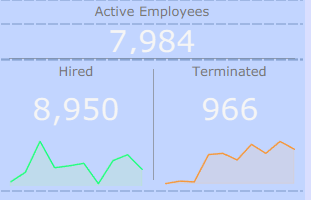 Active Employees
7,984
Hired
Terminated
8,950
966